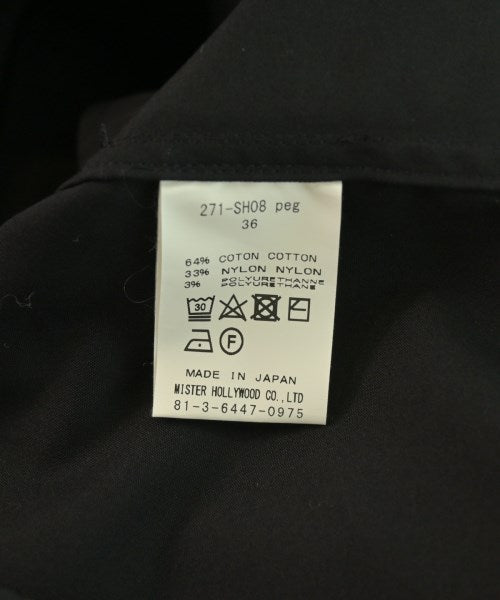 271-SH08 peg
36
64% COTON COTTON
33% NYLON NYLON
3% POLYURETHANNE
POLYURETHANE
30
F
MADE IN JAPAN
MISTER HOLLYWOOD CO.,LTD
81-3-6447-0975